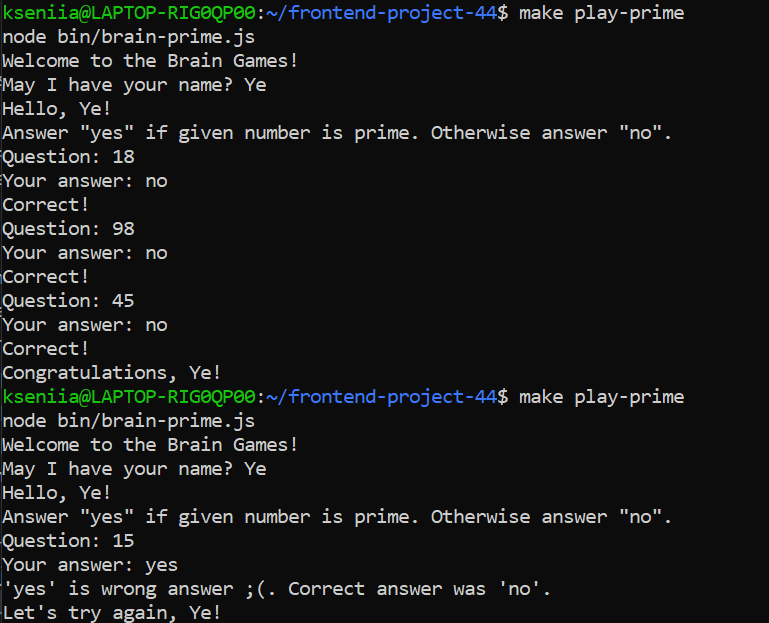 kseniia@LAPTOP-RIG0QP00:~/frontend-project-44$ make play-prime
node bin/brain-prime.js
Welcome to the Brain Games!
May I have your name? Ye
Hello, Ye!
Answer "yes" if given number is prime. Otherwise answer "no".
Question: 18
Your answer: no
Correct!
Question: 98
Your answer: no
Correct!
Question: 45
Your answer: no
Correct!
Congratulations, Ye!
kseniia@LAPTOP-RIG0QP00:~/frontend-project-44$ make play-prime
node bin/brain-prime.js
Welcome to the Brain Games!
May I have your name? Ye
Hello, Ye!
Answer "yes" if given number is prime. Otherwise answer "no".
Question: 15
Your answer: yes
'yes' is wrong answer ;(. Correct answer was 'no'.
Let's try again, Ye!